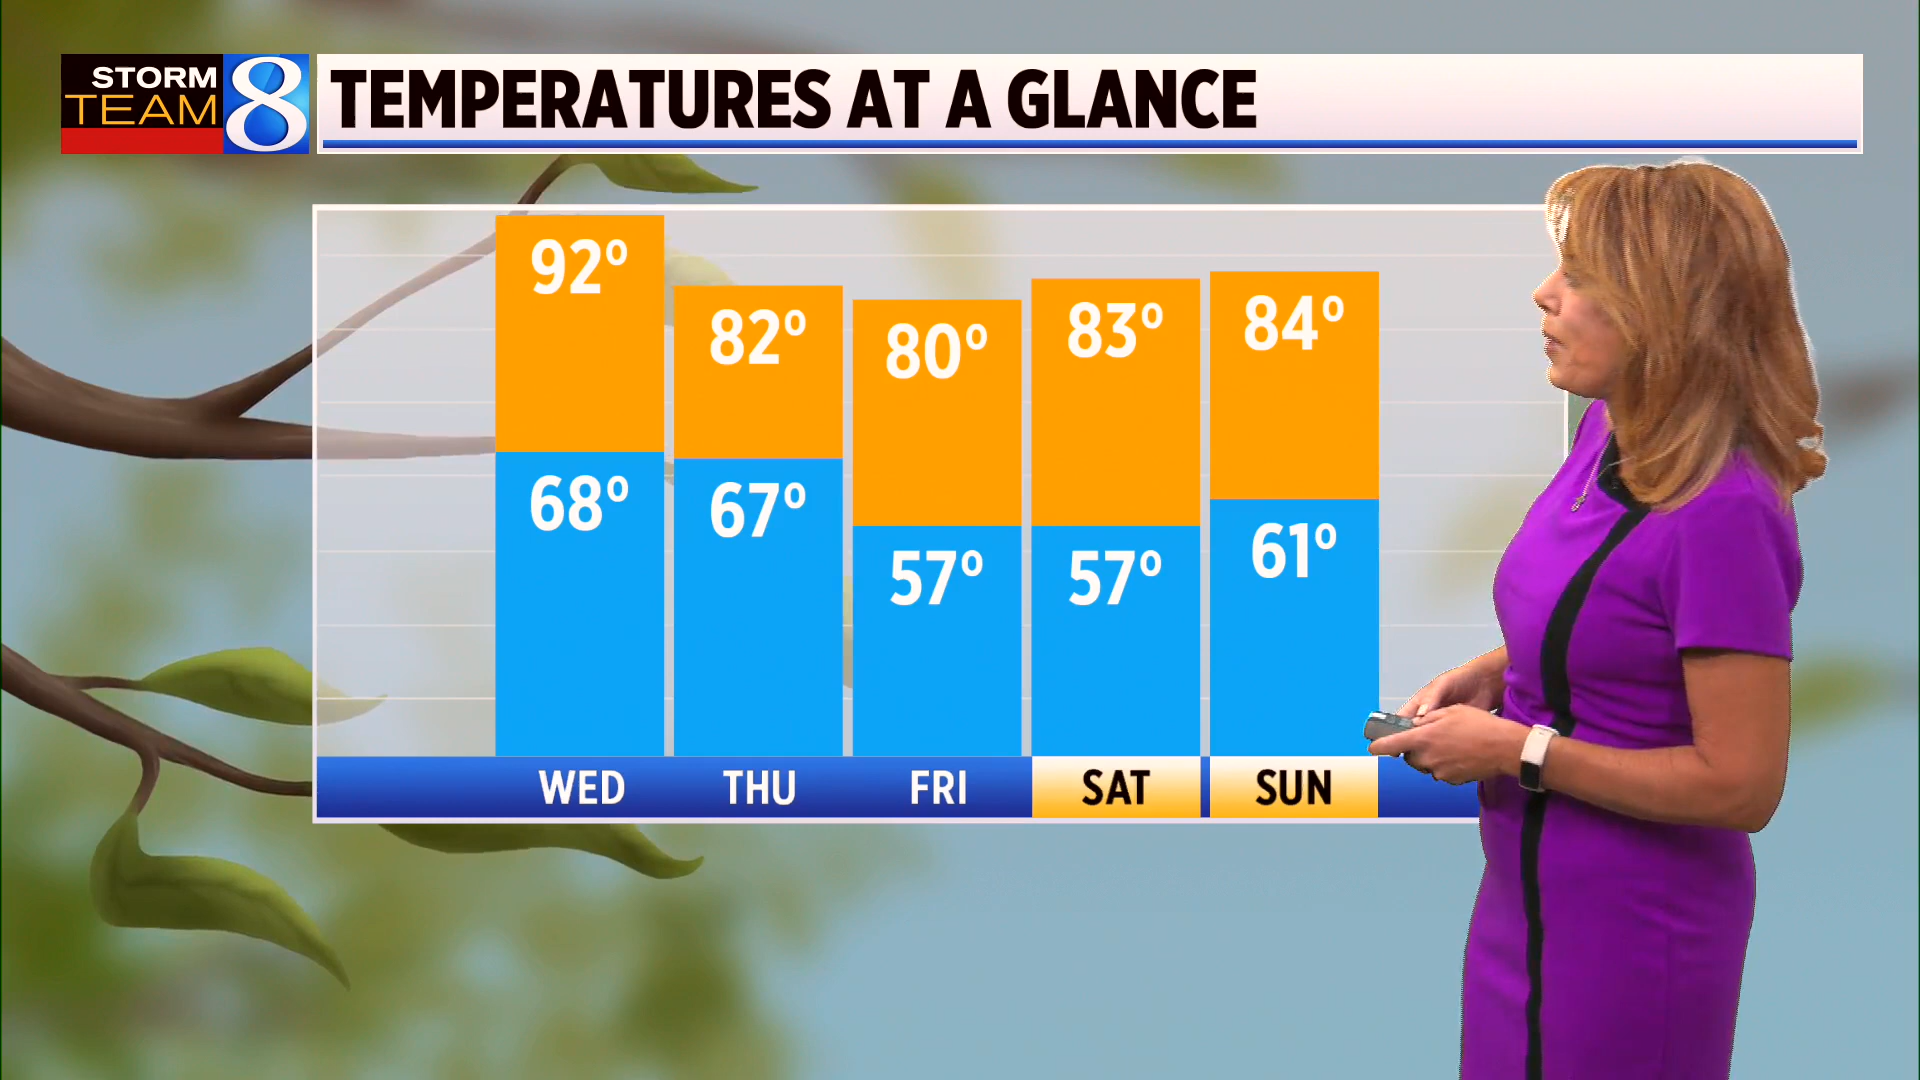 STORM
TEAM 8
TEMPERATURES AT A GLANCE
92° 82° 80° 83° 84°
68° 67° 57° 57° 61°
WED THU FRI SAT SUN